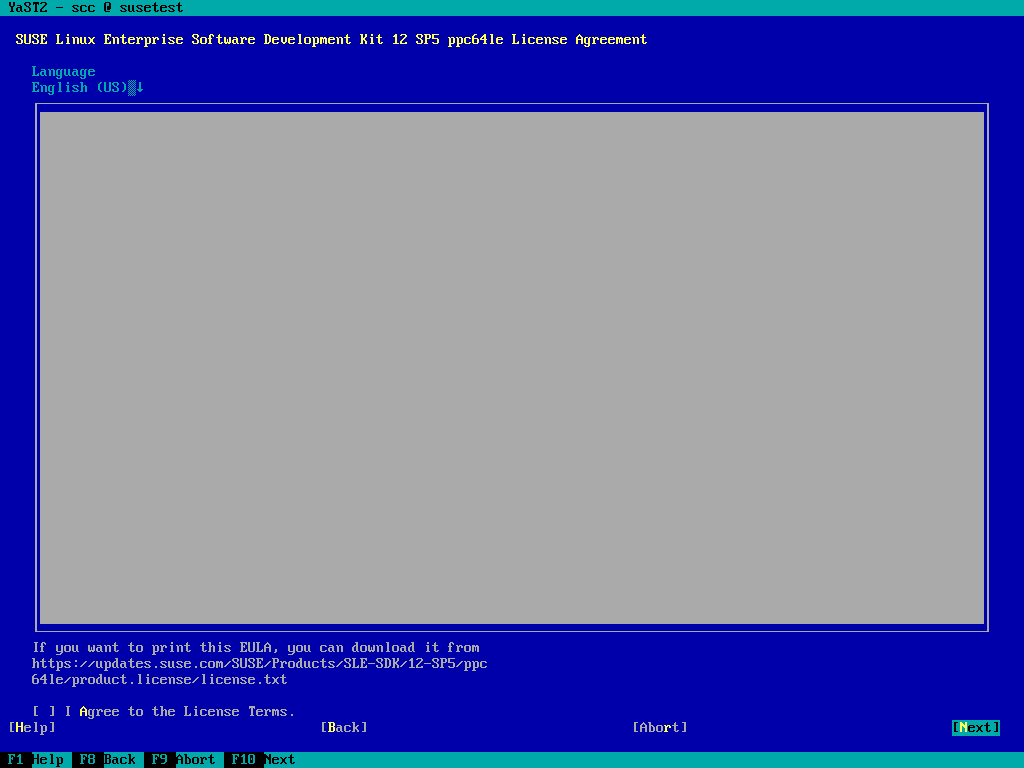 YaST2 - scc @ susetest
SUSE Linux Enterprise Software Development Kit 12 SP5 ppc64le License Agreement
Language
English (US)▒↓
If you want to print this EULA, you can download it from
https://updates.suse.com/SUSE/Products/SLE-SDK/12-SP5/ppc
64le/product.license/license.txt
[ ] I Agree to the License Terms.
[Help] [Back] [Abort] [Next]
F1 Help F8 Back F9 Abort F10 Next